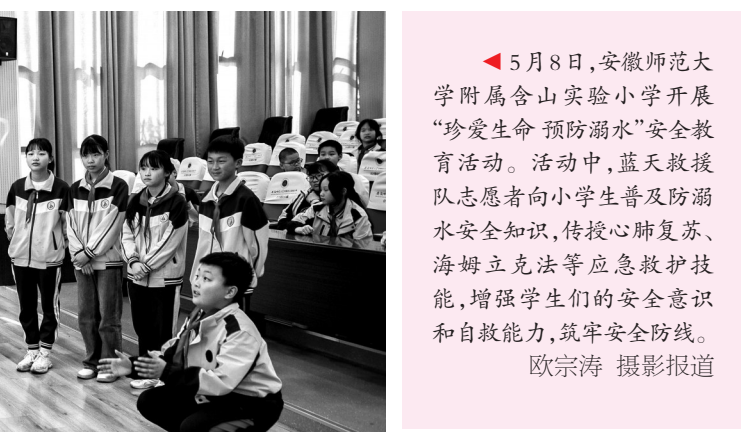 ◀ 5月8日,安徽师范大
学附属含山实验小学开展
“珍爱生命 预防溺水”安全教
育活动。活动中,蓝天救援
队志愿者向小学生普及防溺
水安全知识,传授心肺复苏、
海姆立克法等应急救护技
能,增强学生们的安全意识
和自救能力,筑牢安全防线。
欧宗涛 摄影报道